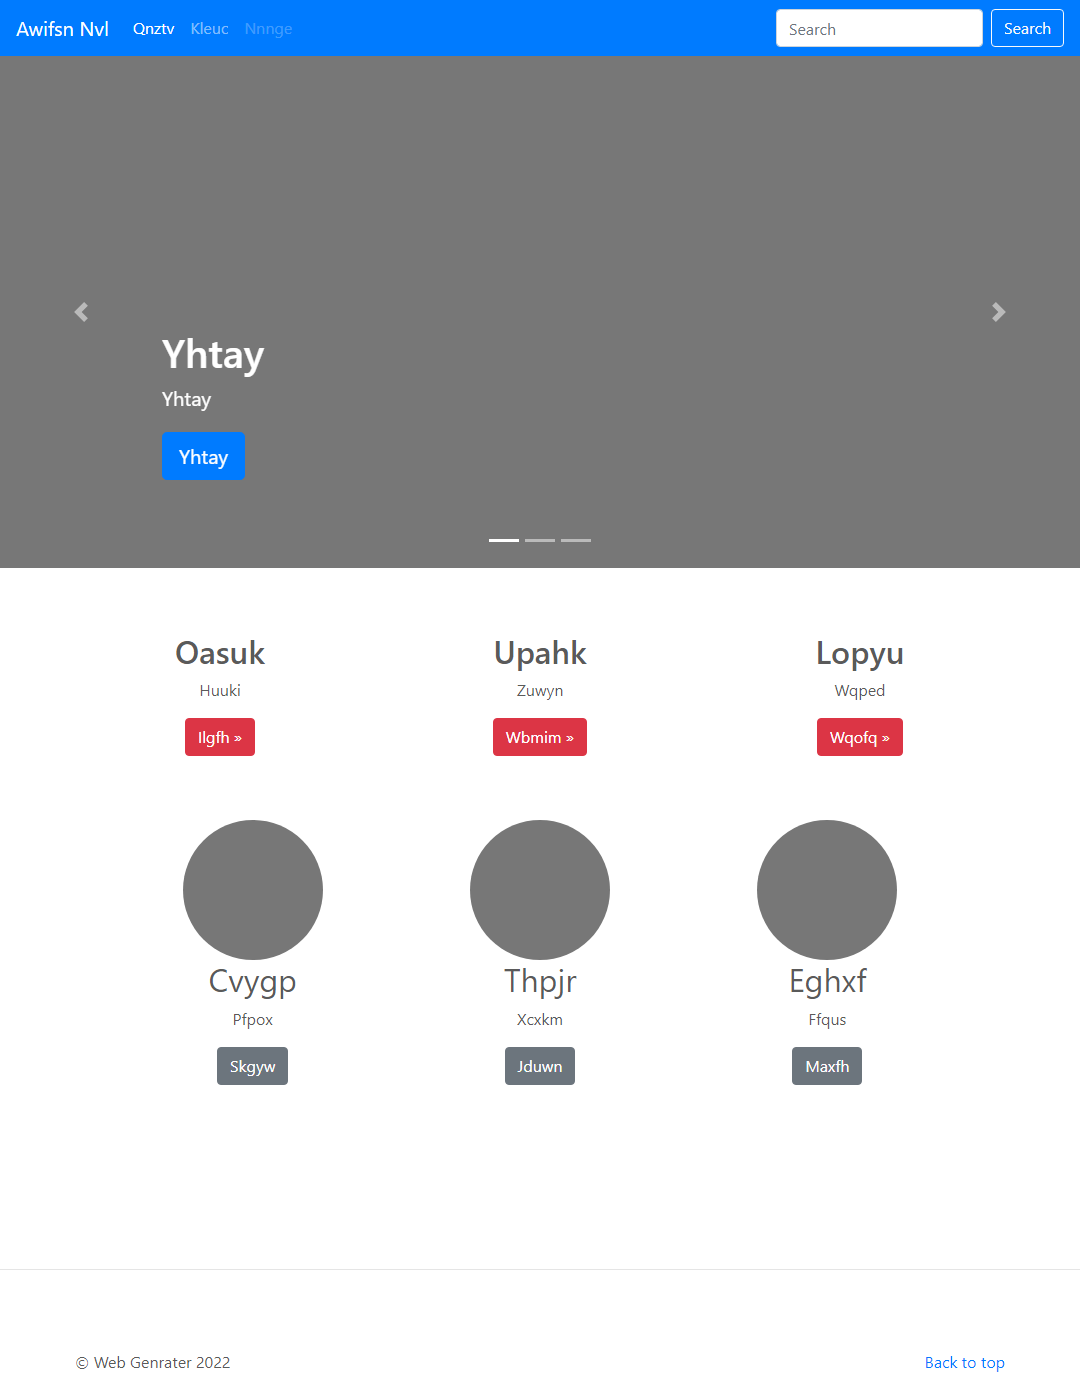 Awifsn Nvl Qnztv Kleuc Nnnge Search Search
Yhtay
Yhtay
Yhtay
Oasuk Upahk Lopyu
Huuki Zuwyn Wqped
Ilgfh » Wbmim » Wqofq »
Cvygp Thpjr Eghxf
Pfpox Xcxkm Ffqus
Skgyw Jduwn Maxfh
© Web Genrater 2022 Back to top